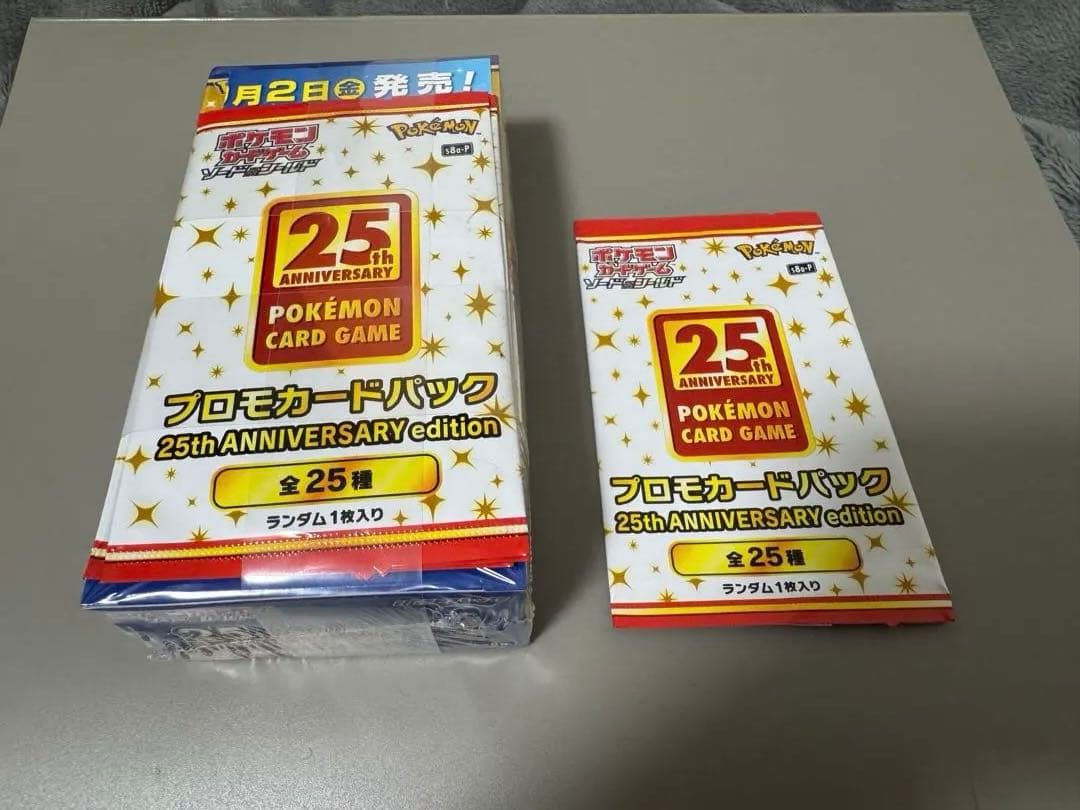 月2日金発売!
ポケモン
カードゲーム
ソード&シールド
POKÉMON
s8a-P
25th
ANNIVERSARY
POKÉMON
CARD GAME
プロモカードパック
25th ANNIVERSARY edition
全25種
ランダム1枚入り
ポケモン
カードゲーム
ソード&シールド
POKÉMON
s8a-P
25th
ANNIVERSARY
POKÉMON
CARD GAME
プロモカードパック
25th ANNIVERSARY edition
全25種
ランダム1枚入り